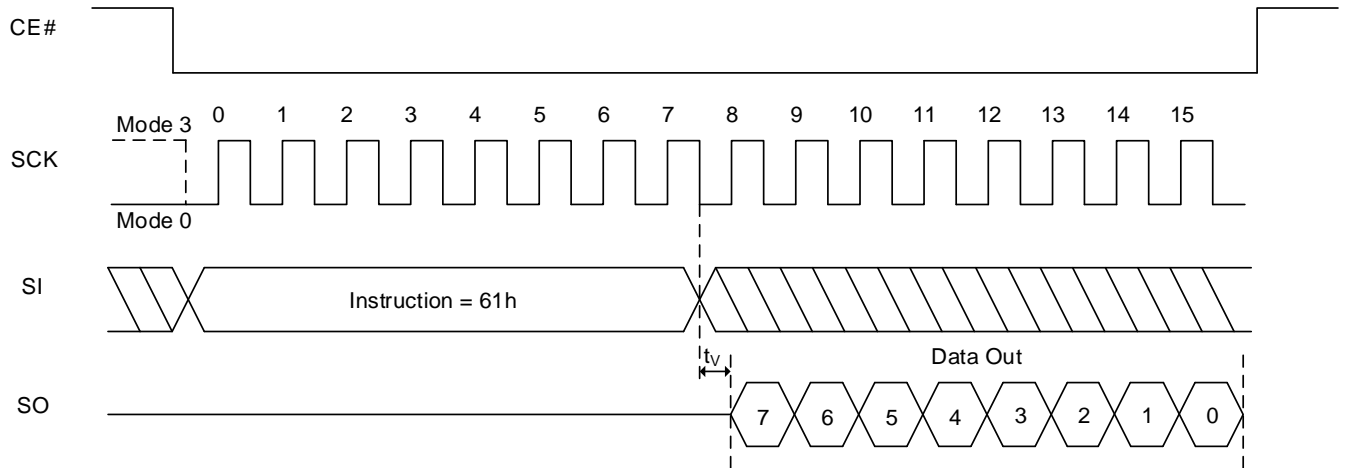 CE#
0 1 2 3 4 5 6 7 8 9 10 11 12 13 14 15
Mode 3
SCK
Mode 0
SI
Instruction = 61h
tV
Data Out
SO
7 6 5 4 3 2 1 0